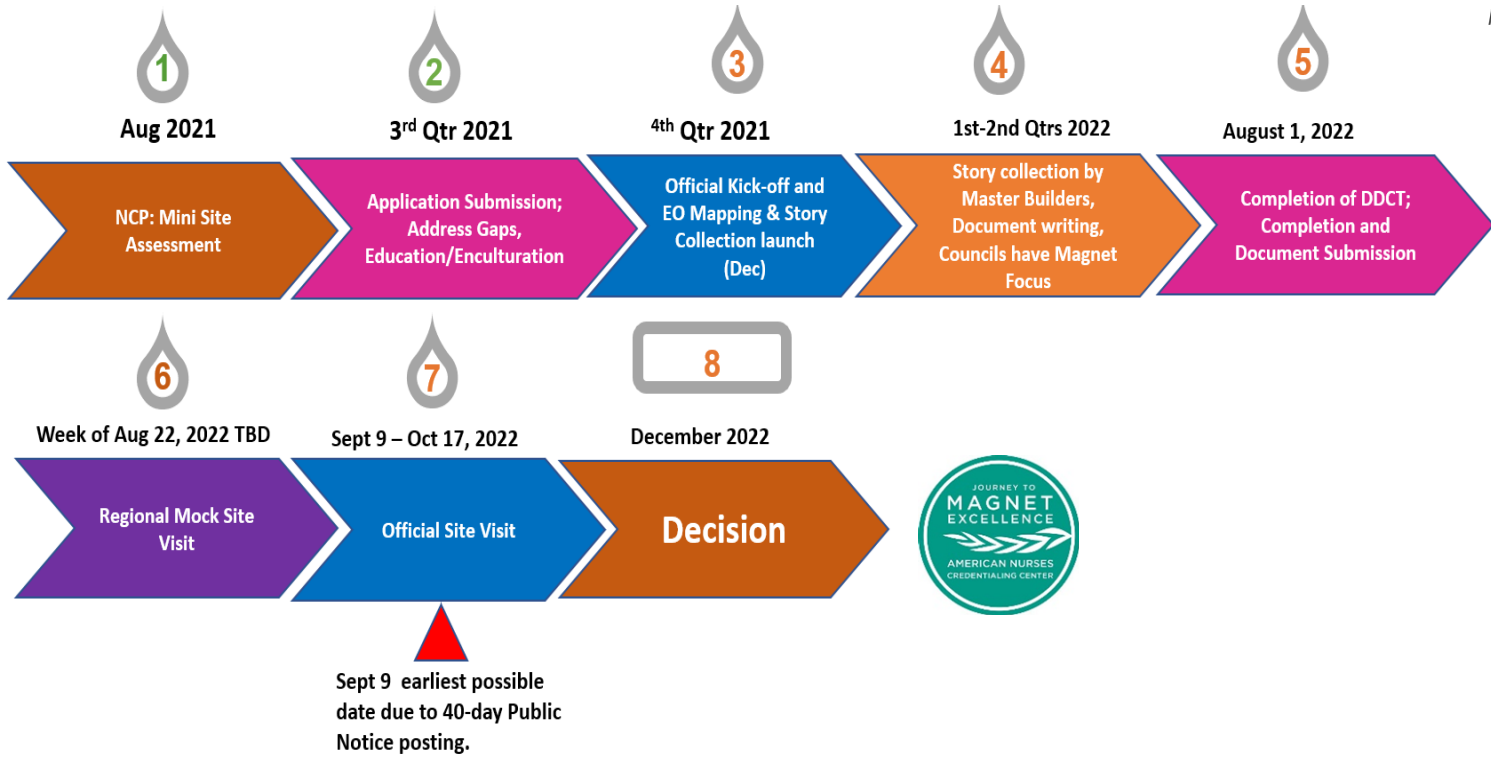 1
2
3
4
5
Aug 2021
3rd Qtr 2021
4th Qtr 2021
1st-2nd Qtrs 2022
August 1, 2022
NCP: Mini Site
Assessment
Application Submission;
Address Gaps,
Education/Enculturation
Official Kick-off and
EO Mapping & Story
Collection launch
(Dec)
Story collection by
Master Builders,
Document writing,
Councils have Magnet
Focus
Completion of DDCT;
Completion and
Document Submission
6
7
8
Week of Aug 22, 2022 TBD
Sept 9 – Oct 17, 2022
December 2022
Regional Mock Site
Visit
Official Site Visit
Decision
JOURNEY TO
MAGNET
EXCELLENCE
AMERICAN NURSES
CREDENTIALING CENTER
Sept 9  earliest possible
date due to 40-day Public
Notice posting.